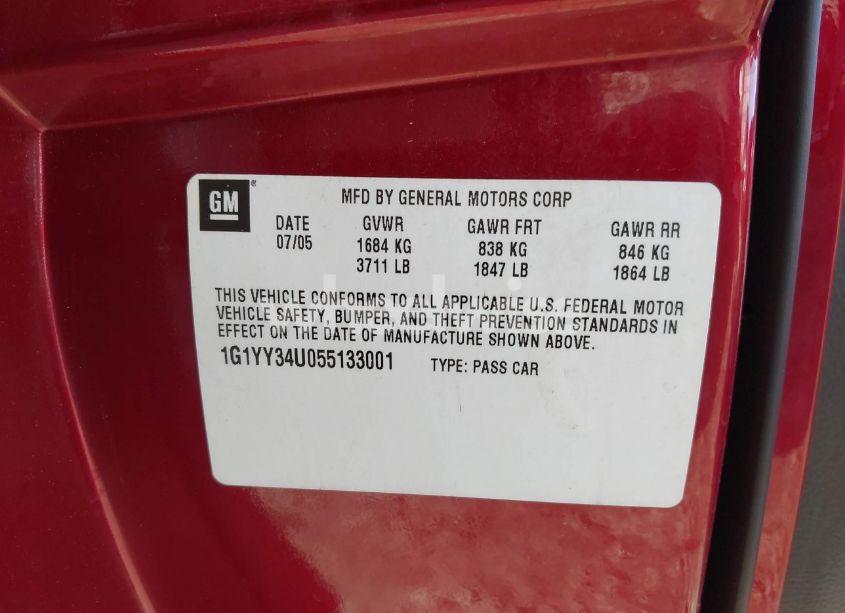 GM ®
MFD BY GENERAL MOTORS CORP
DATE GVWR GAWR FRT GAWR RR
07/05 1684 KG 838 KG 846 KG
3711 LB 1847 LB 1864 LB
THIS VEHICLE CONFORMS TO ALL APPLICABLE U.S. FEDERAL MOTOR
VEHICLE SAFETY, BUMPER, AND THEFT PREVENTION STANDARDS IN
EFFECT ON THE DATE OF MANUFACTURE SHOWN ABOVE.
1G1YY34U055133001 TYPE: PASS CAR